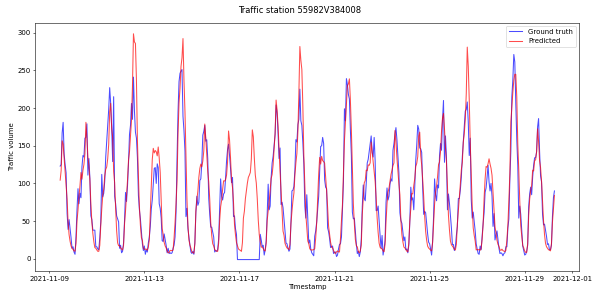 Traffic station 55982V384008
Ground truth
Predicted
Traffic volume
300
250
200
150
100
50
0
2021-11-09
2021-11-13
2021-11-17
2021-11-21
2021-11-25
2021-11-29
2021-12-01
Timestamp